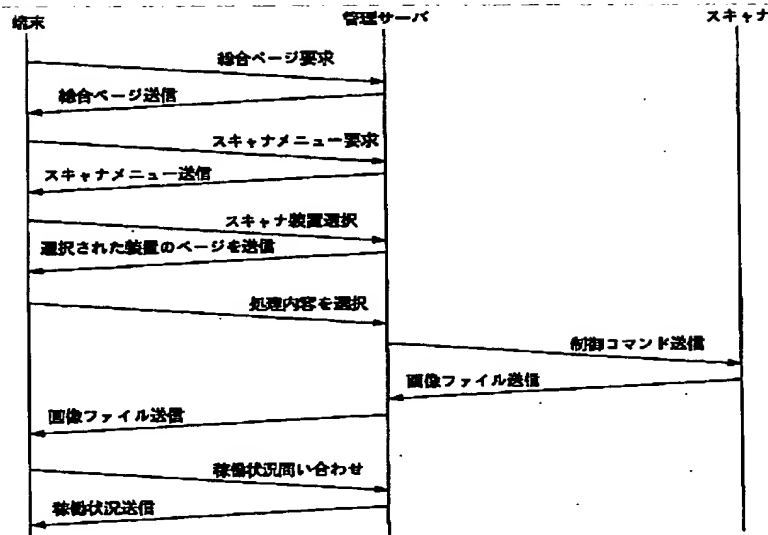 端末
管理サーバ
スキャナ
総合ページ要求
総合ページ送信
スキャナメニュー要求
スキャナメニュー送信
スキャナ装置選択
選択された装置のページを送信
処理内容を選択
制御コマンド送信
画像ファイル送信
画像ファイル送信
稼働状況問い合わせ
稼働状況送信